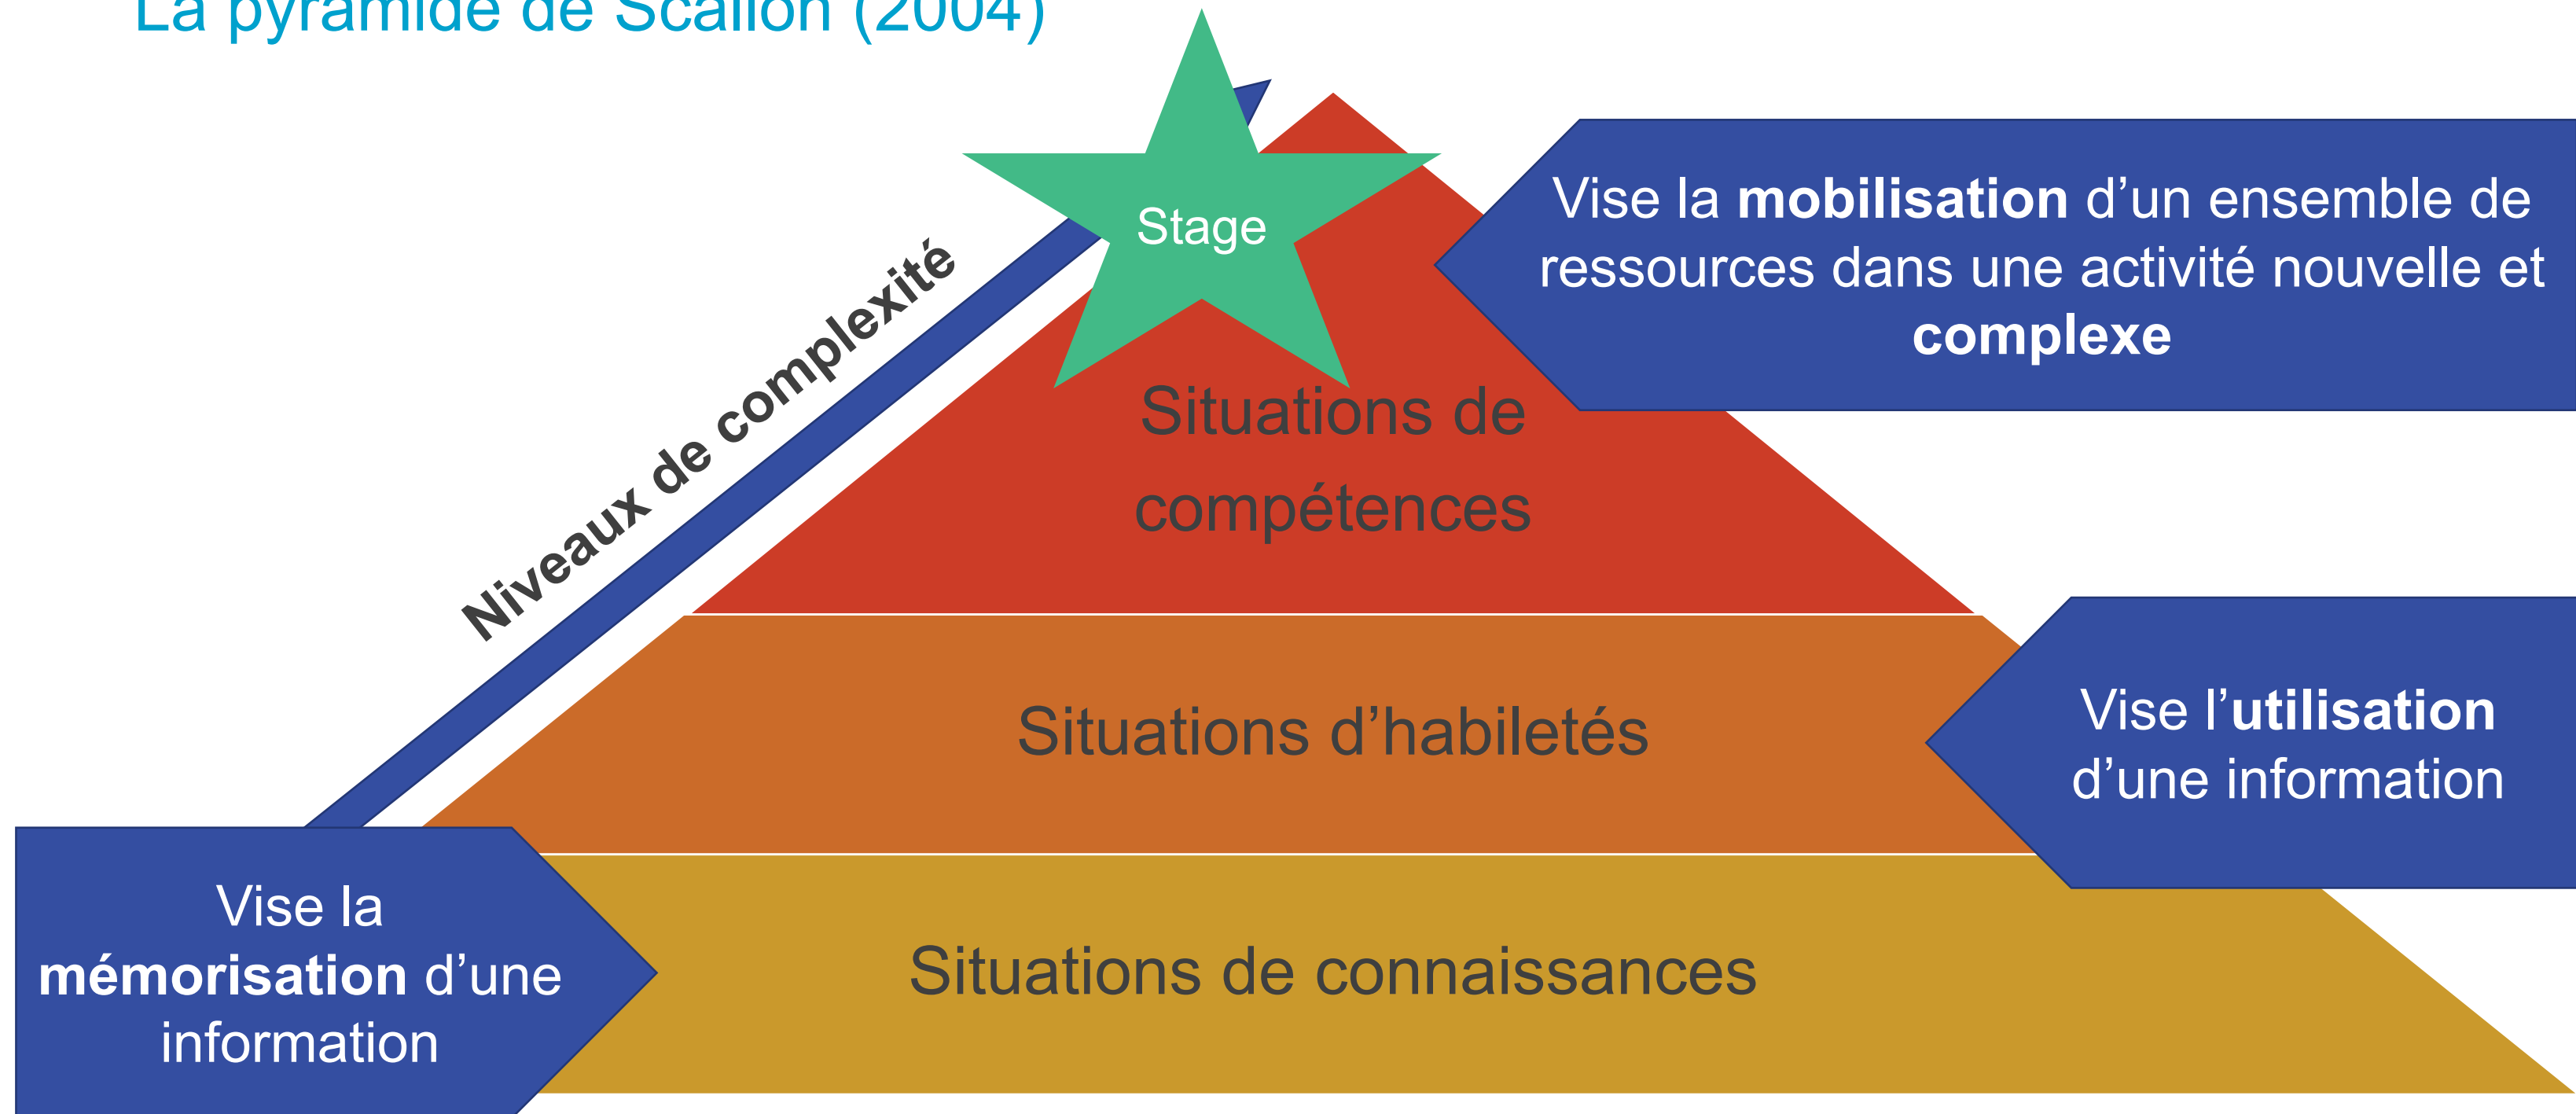 La pyramide de Scallon (2004)
Stage
Vise la mobilisation d’un ensemble de
ressources dans une activité nouvelle et
complexe
Niveaux de complexité
Situations de
compétences
Situations d’habiletés
Vise l’utilisation
d’une information
Vise la
mémorisation d’une
information
Situations de connaissances